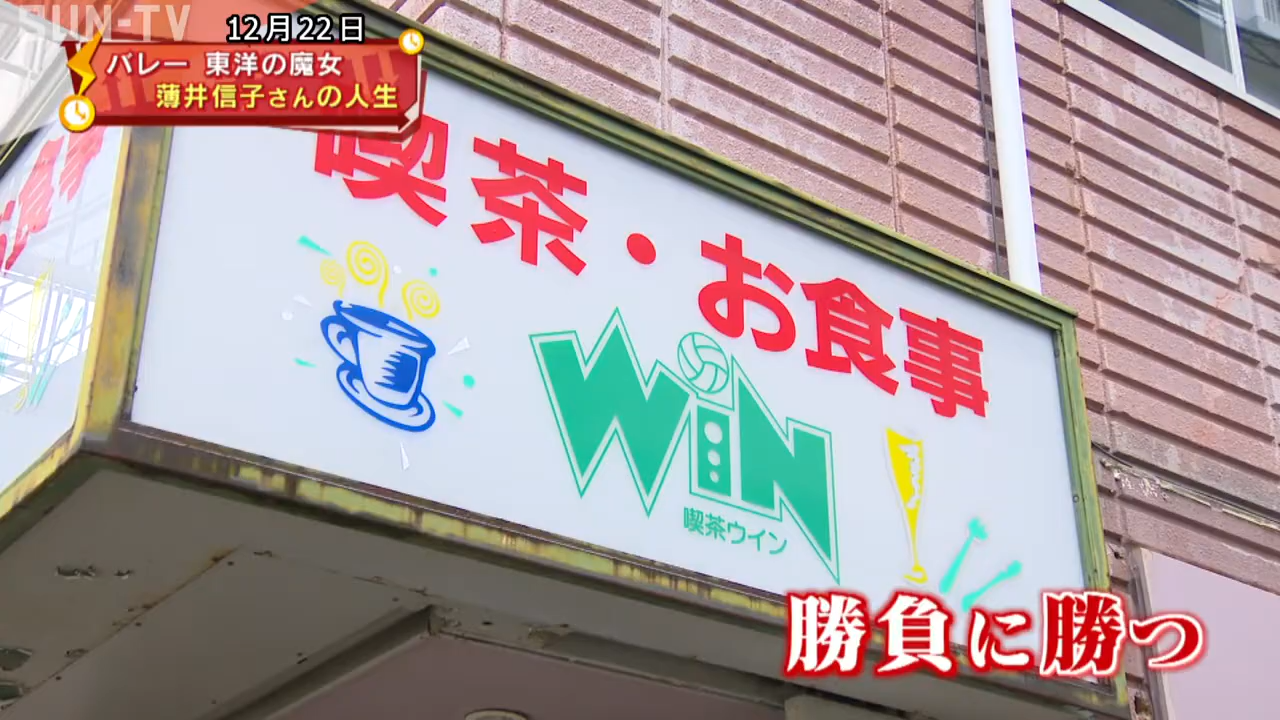 SUN-TV
12月22日
バレー 東洋の魔女
薄井信子さんの人生
喫茶・お食事
WiN
喫茶ウイン
勝負に勝つ